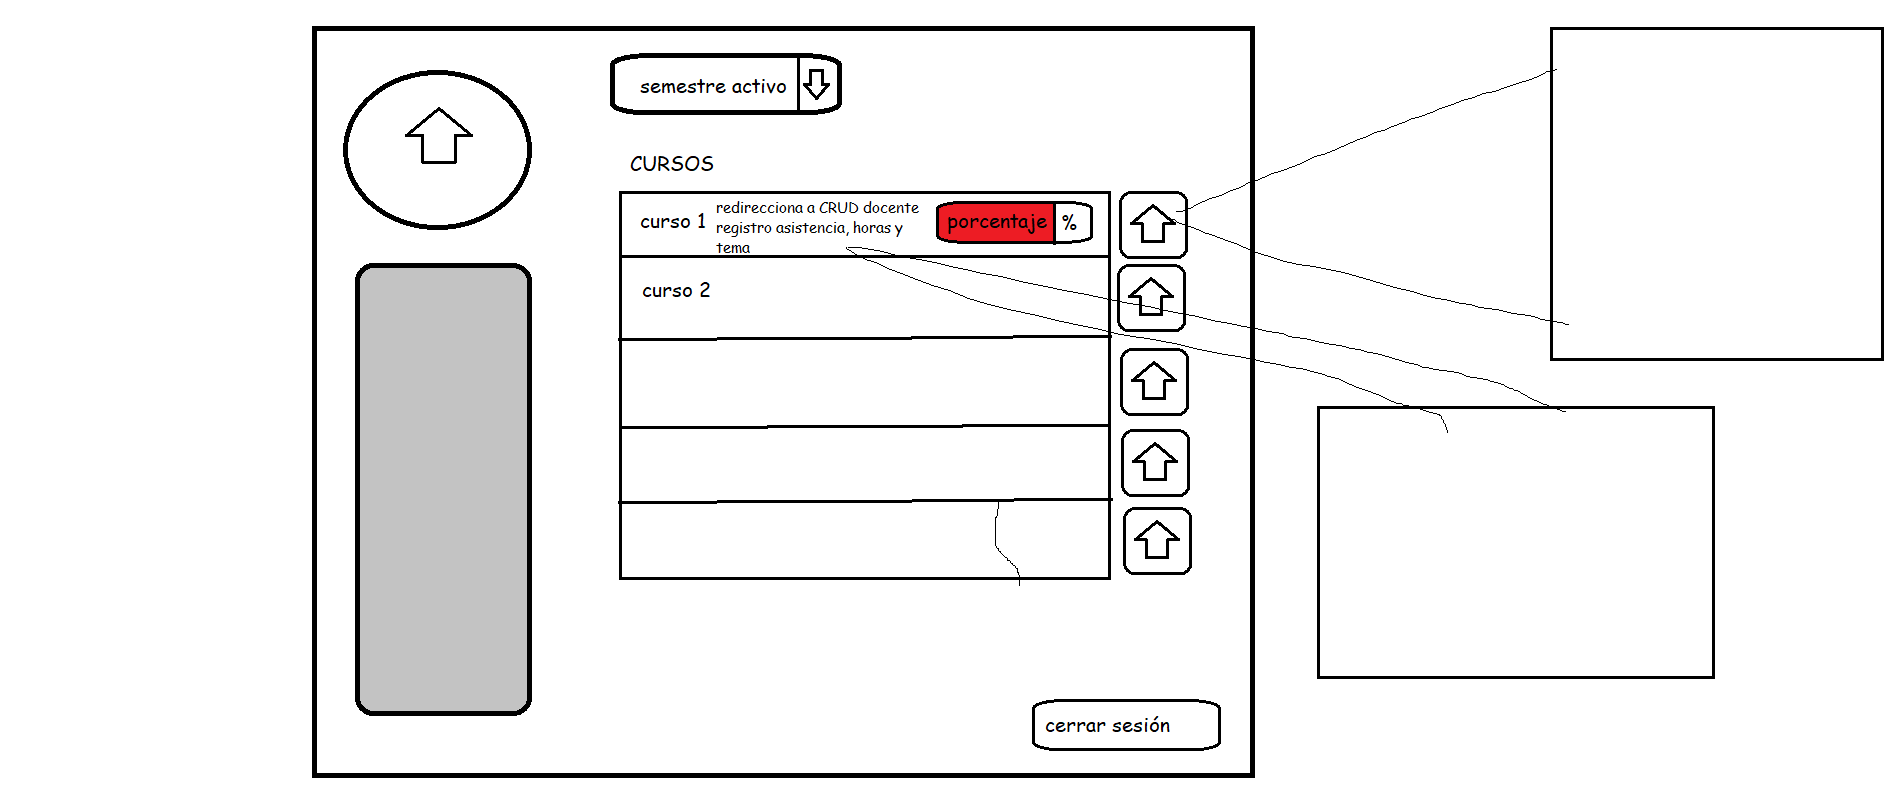 semestre activo
CURSOS
curso 1
redirecciona a CRUD docente
registro asistencia, horas y
tema
porcentaje %
curso 2
cerrar sesión